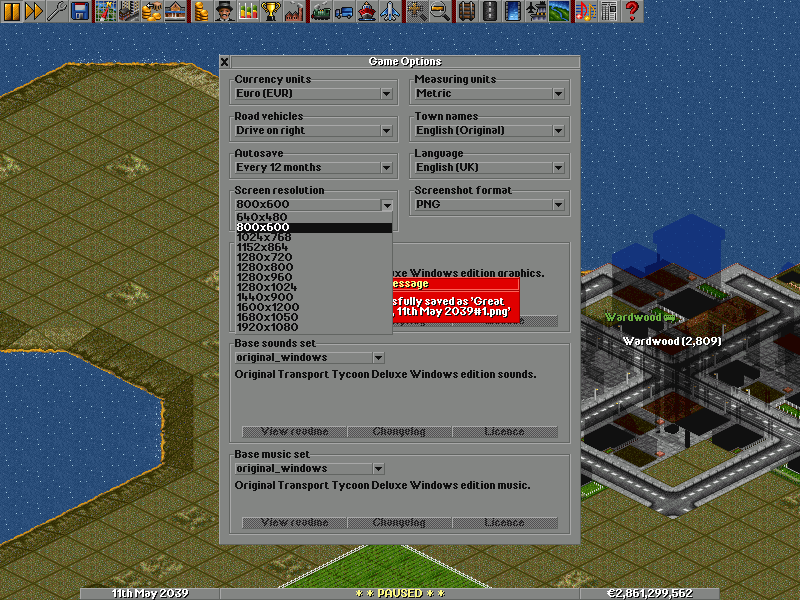 Game Options
Currency units
Measuring units
Euro (EUR)
Metric
Road vehicles
Town names
Drive on right
English (Original)
Autosave
Language
Every 12 months
English (UK)
Screen resolution
Screenshot format
800x600
PNG
640x480
800x600
1024x768
1152x864
1280x720
1280x800
1280x960
1280x1024
1440x900
1600x1200
1680x1050
1920x1080
uxe Windows edition graphics.
essage
sfully saved as 'Great
, 11th May 2039#1.png'
Base sounds set
original_windows
Original Transport Tycoon Deluxe Windows edition sounds.
View readme
Changelog
Licence
Base music set
original_windows
Original Transport Tycoon Deluxe Windows edition music.
View readme
Changelog
Licence
Wardwood
Wardwood (2,809)
11th May 2039
* * PAUSED * *
€2,861,299,562